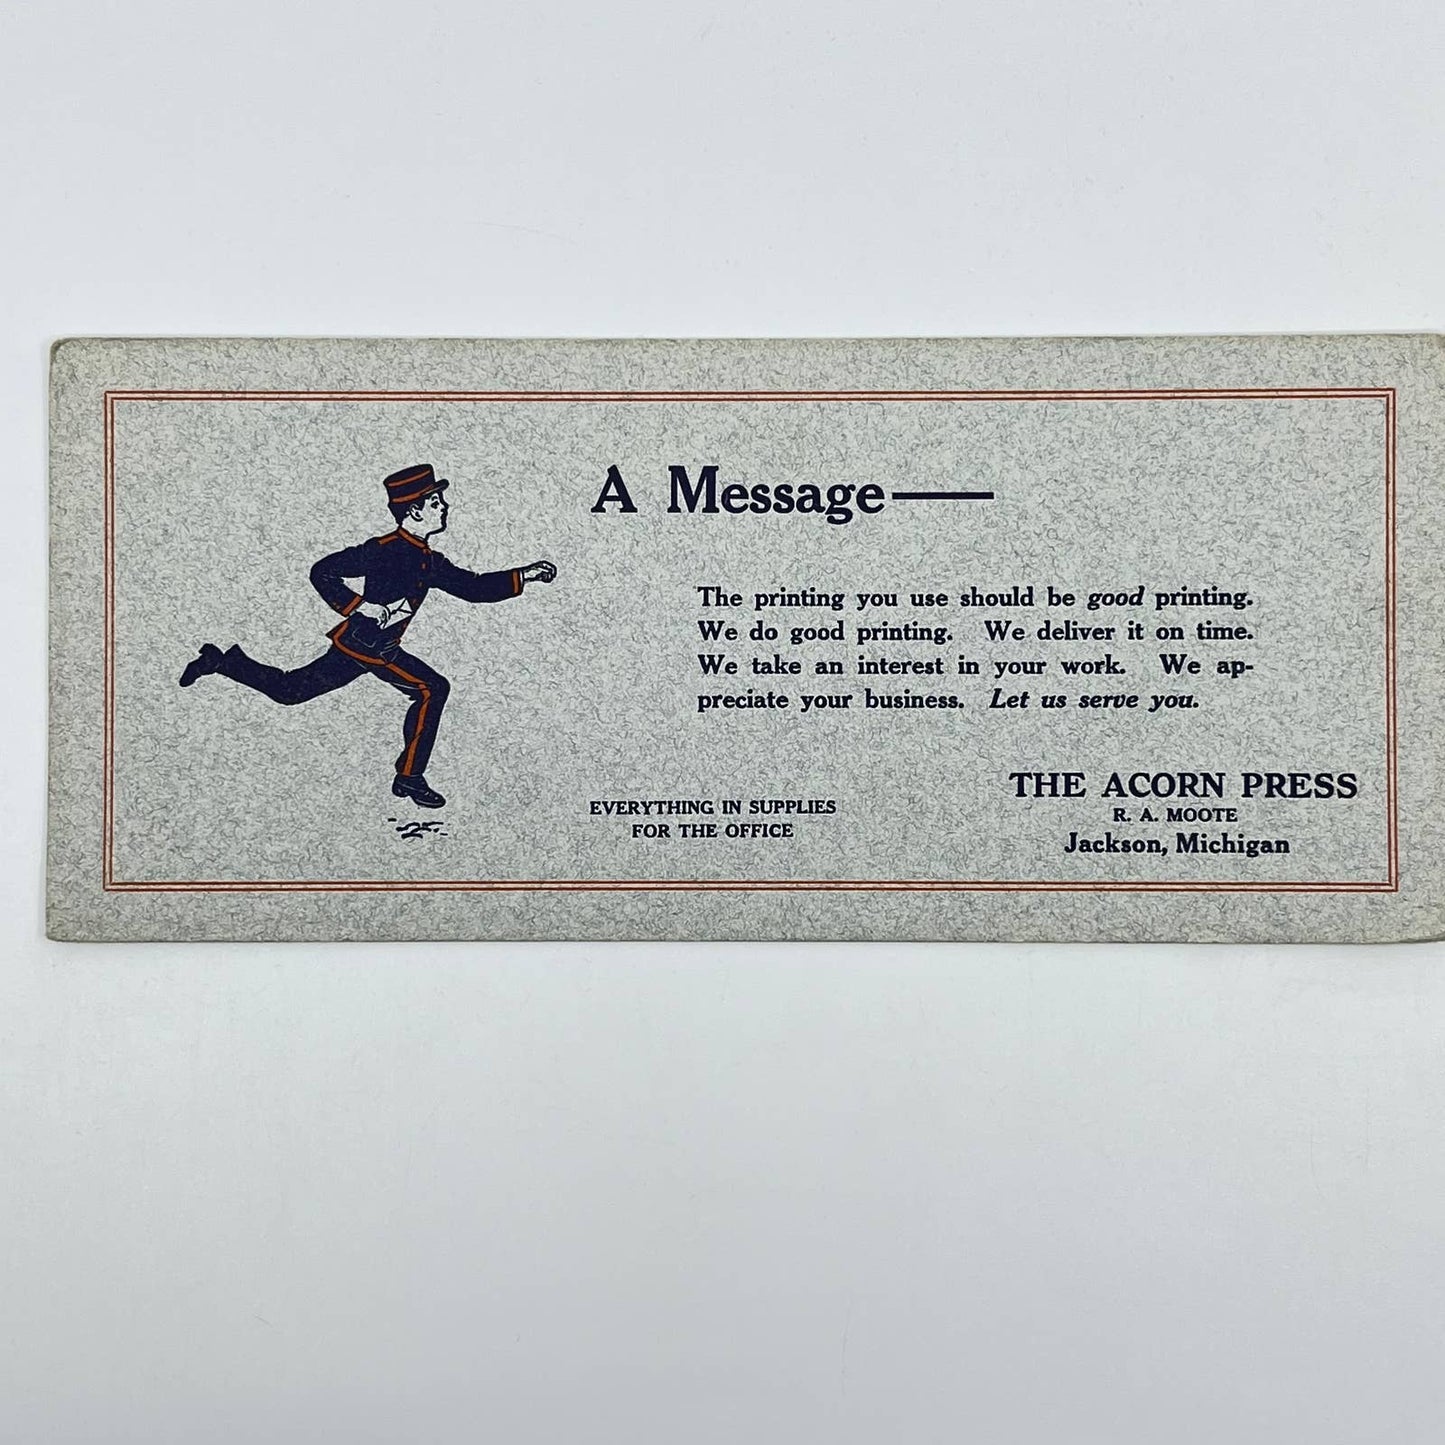 A Message—
The printing you use should be good printing.
We do good printing. We deliver it on time.
We take an interest in your work. We ap-
preciate your business. Let us serve you.
EVERYTHING IN SUPPLIES
FOR THE OFFICE
THE ACORN PRESS
R. A. MOOTE
Jackson, Michigan